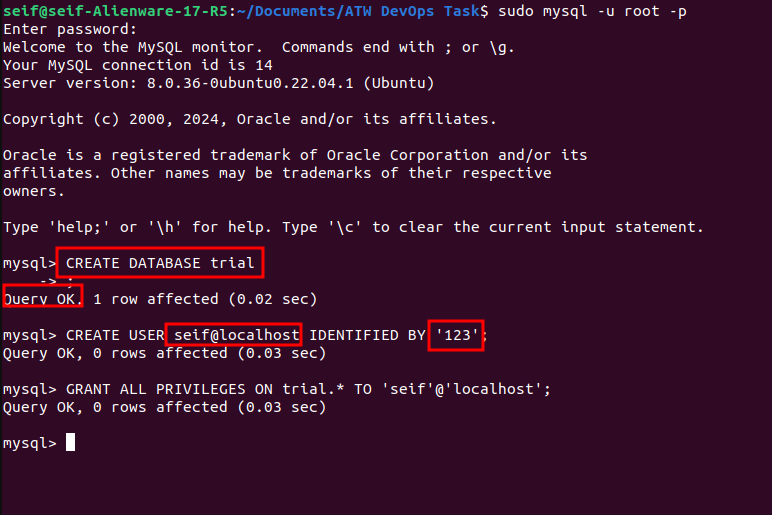 seif@seif-Alienware-17-R5:~/Documents/ATW DevOps Task$ sudo mysql -u root -p
Enter password:
Welcome to the MySQL monitor.  Commands end with ; or \g.
Your MySQL connection id is 14
Server version: 8.0.36-0ubuntu0.22.04.1 (Ubuntu)
Copyright (c) 2000, 2024, Oracle and/or its affiliates.
Oracle is a registered trademark of Oracle Corporation and/or its
affiliates. Other names may be trademarks of their respective
owners.
Type 'help;' or '\h' for help. Type '\c' to clear the current input statement.
mysql> CREATE DATABASE trial
    -> ;
Query OK, 1 row affected (0.02 sec)
mysql> CREATE USER seif@localhost IDENTIFIED BY '123';
Query OK, 0 rows affected (0.03 sec)
mysql> GRANT ALL PRIVILEGES ON trial.* TO 'seif'@'localhost';
Query OK, 0 rows affected (0.03 sec)
mysql>